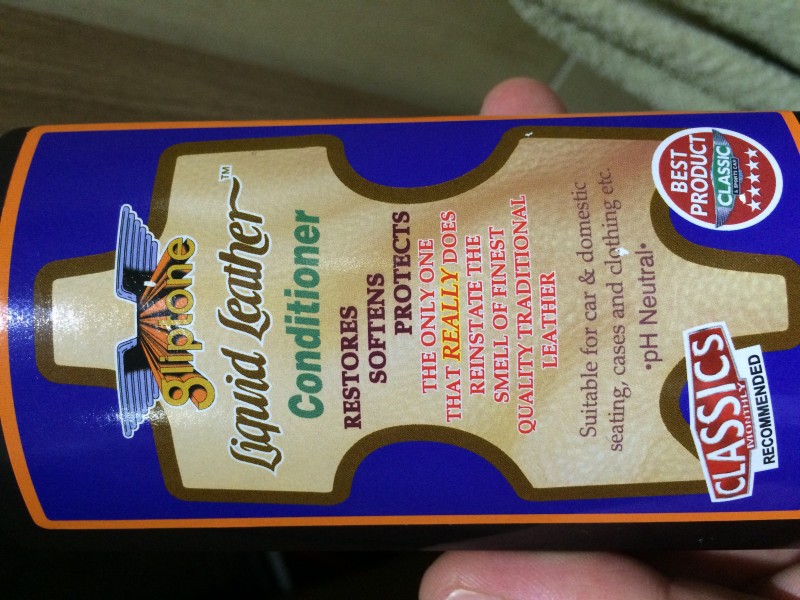 Gliptone
Liquid Leather™
Conditioner
RESTORES
SOFTENS
PROTECTS
THE ONLY ONE
THAT REALLY DOES
REINSTATE THE
SMELL OF FINEST
QUALITY TRADITIONAL
LEATHER
Suitable for car & domestic
seating, cases and clothing etc.
•pH Neutral•
CLASSICS
MONTHLY
RECOMMENDED
BEST
PRODUCT
CLASSIC
& SPORTS CAR